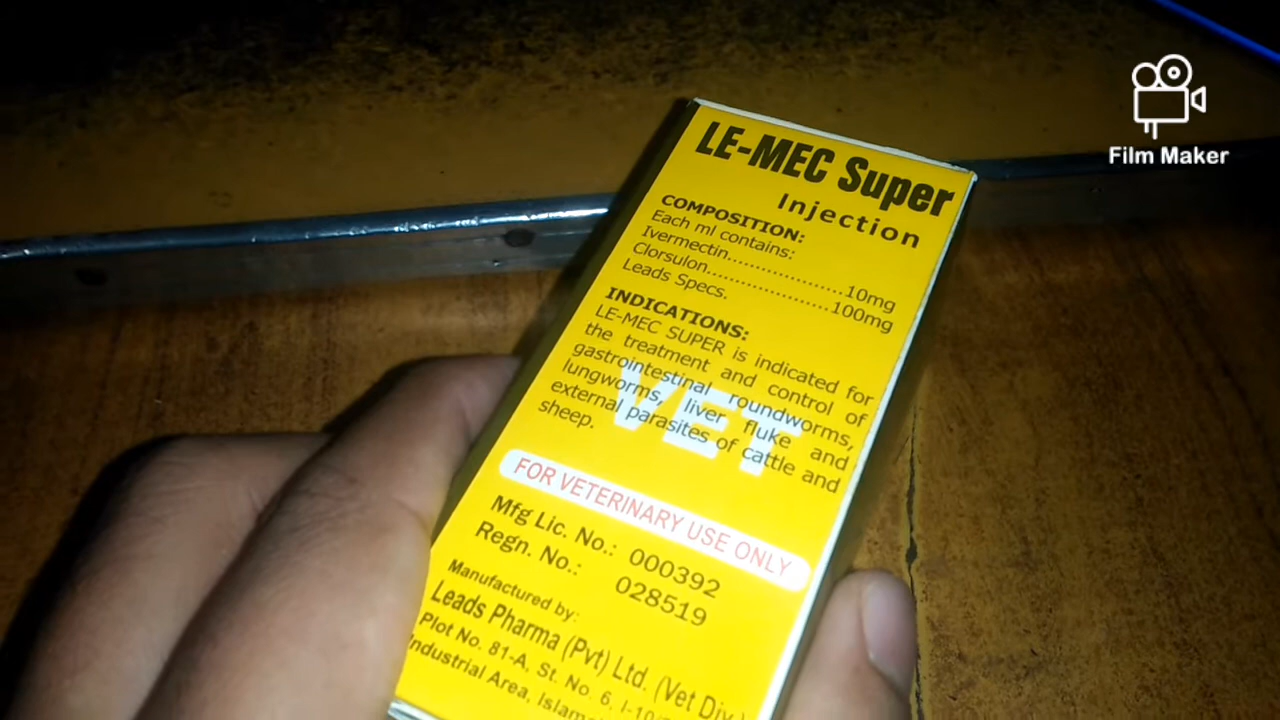 Film Maker
LE-MEC Super
Injection
COMPOSITION:
Each ml contains:
Ivermectin.....................10mg
Clorsulon......................100mg
Leads Specs.
INDICATIONS:
LE-MEC SUPER is indicated for
the treatment and control of
gastrointestinal roundworms,
lungworms, liver fluke and
external parasites of cattle and
sheep.
VET
FOR VETERINARY USE ONLY
Mfg Lic. No.: 000392
Regn. No.: 028519
Manufactured by:
Leads Pharma (Pvt) Ltd. (Vet Div.)
Plot No. 81-A, St. No. 6, I-10/
Industrial Area,